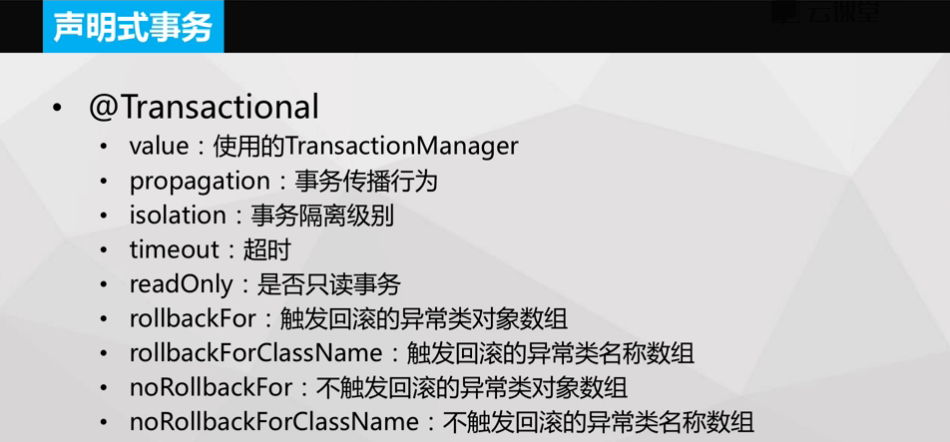 云课堂
声明式事务
• @Transactional
• value：使用的TransactionManager
• propagation：事务传播行为
• isolation：事务隔离级别
• timeout：超时
• readOnly：是否只读事务
• rollbackFor：触发回滚的异常类对象数组
• rollbackForClassName：触发回滚的异常类名称数组
• noRollbackFor：不触发回滚的异常类对象数组
• noRollbackForClassName：不触发回滚的异常类名称数组